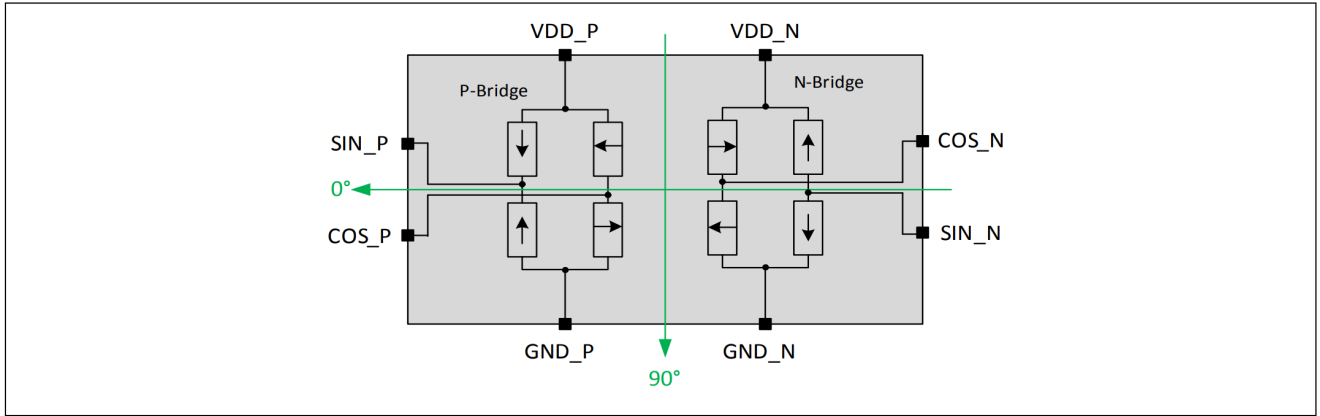 VDD_P
VDD_N
P-Bridge
N-Bridge
SIN_P
COS_N
0°
COS_P
SIN_N
GND_P
GND_N
90°